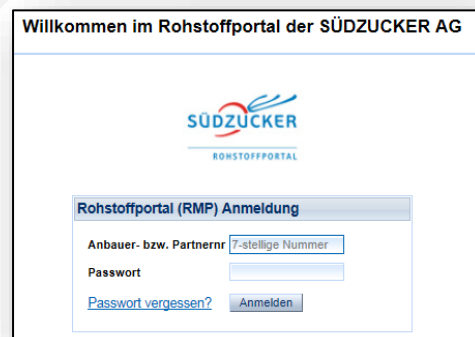 Willkommen im Rohstoffportal der SÜDZUCKER AG
SÜDZUCKER
ROHSTOFFPORTAL
Rohstoffportal (RMP) Anmeldung
Anbauer- bzw. Partnernr 7-stellige Nummer
Passwort
Passwort vergessen? Anmelden